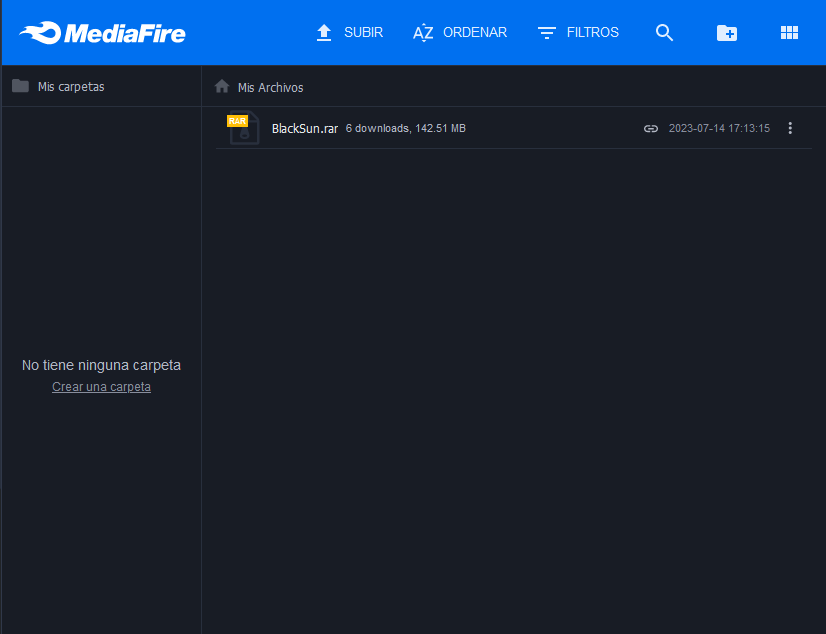 MediaFire SUBIR AZ ORDENAR FILTROS
Mis carpetas
Mis Archivos
RAR
BlackSun.rar 6 downloads, 142.51 MB 2023-07-14 17:13:15
No tiene ninguna carpeta
Crear una carpeta